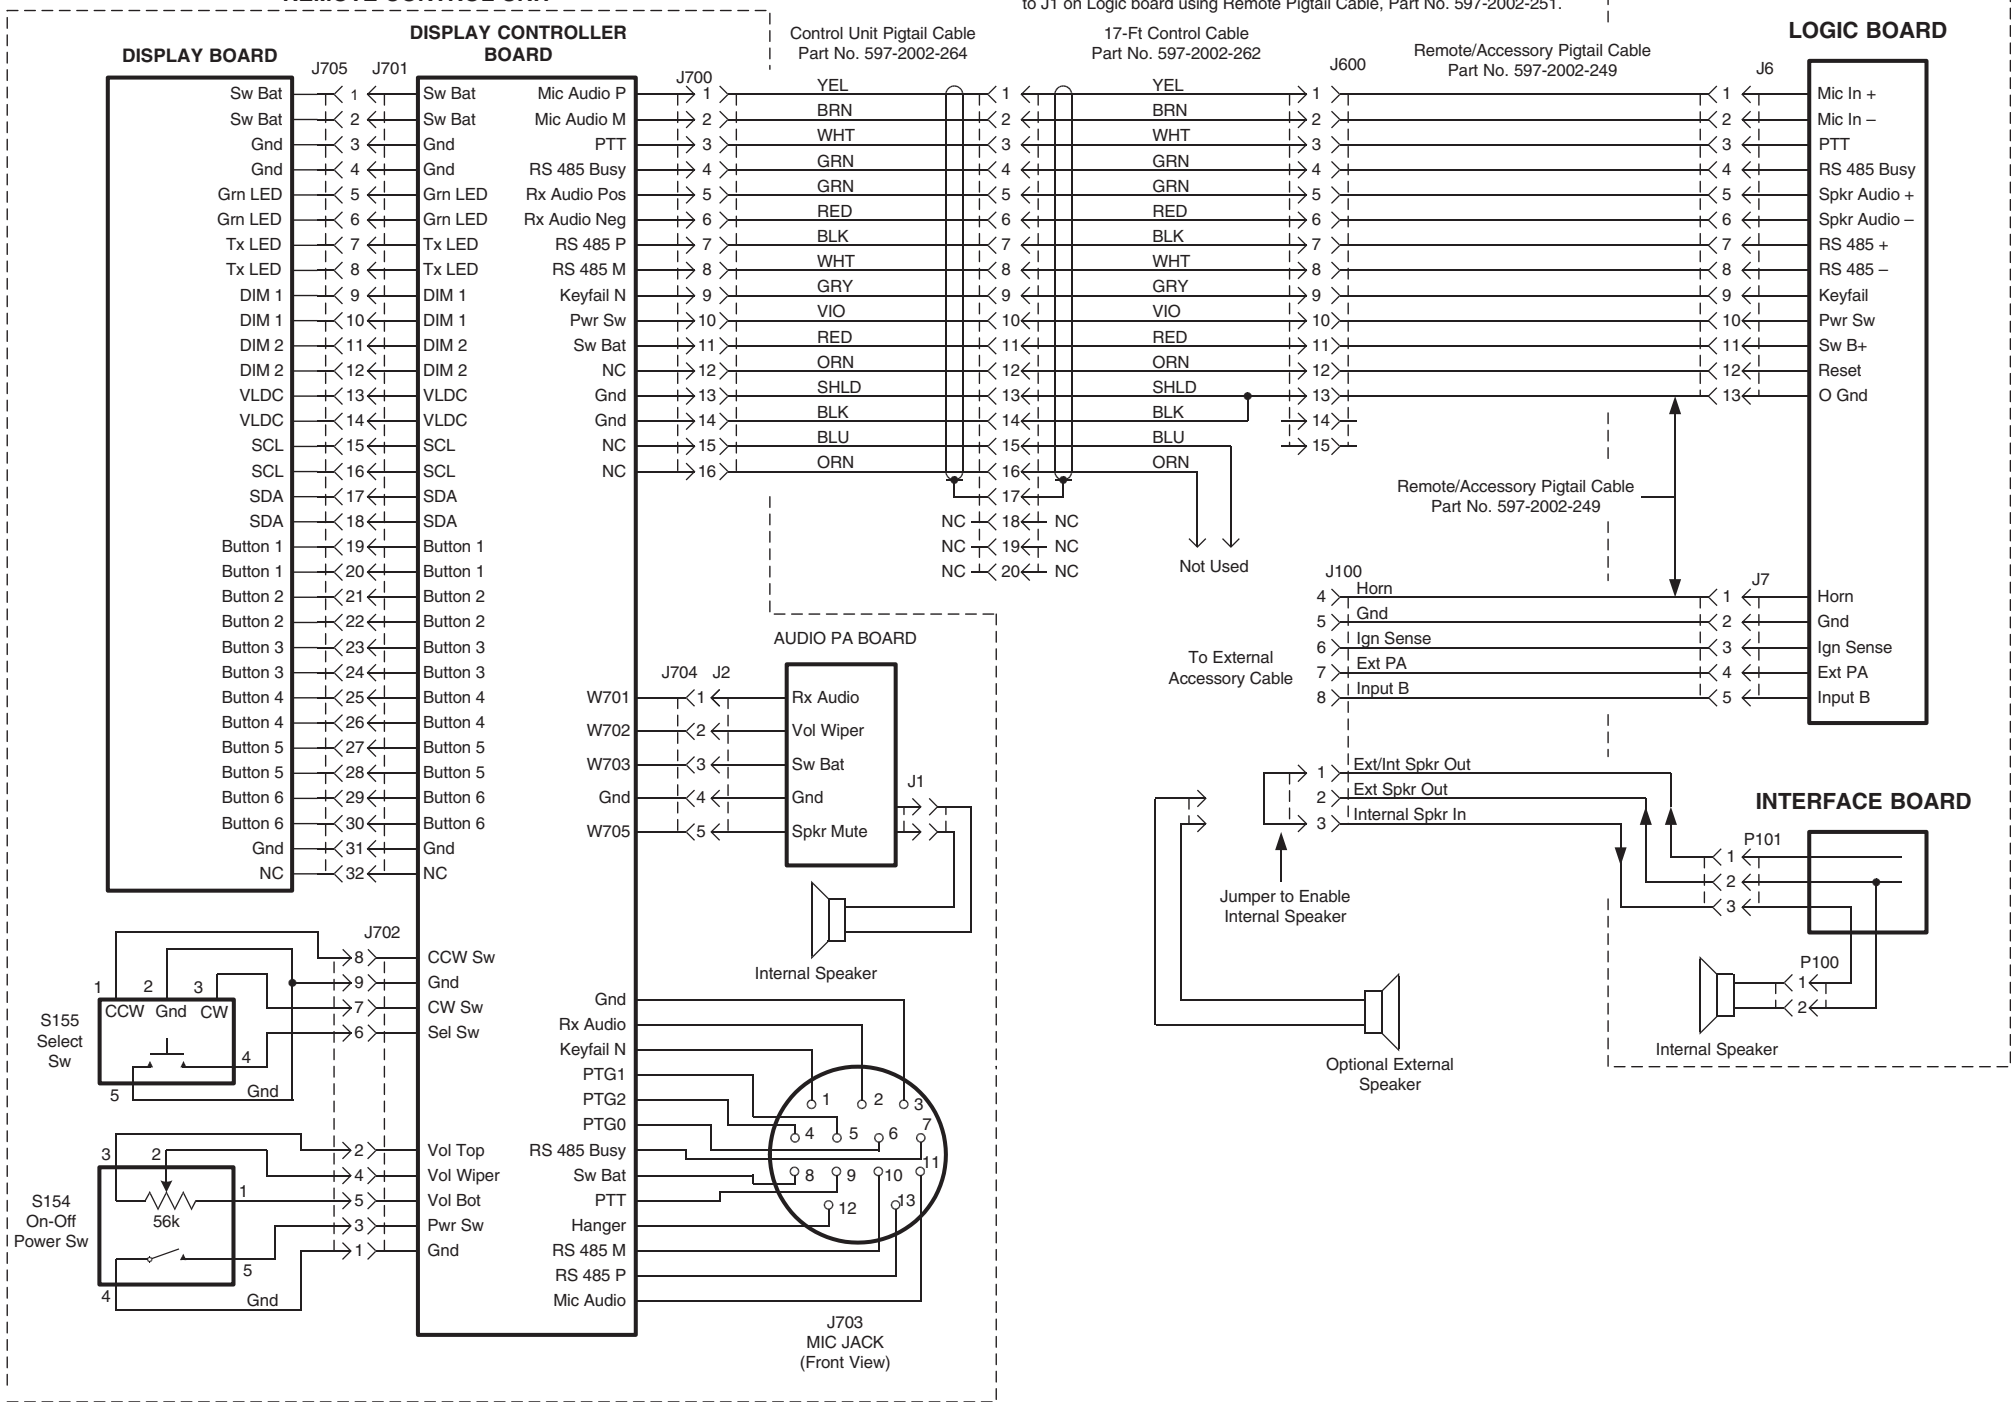 to J1 on Logic board using Remote Pigtail Cable, Part No. 597-2002-251.
DISPLAY BOARD
DISPLAY CONTROLLER
BOARD
Control Unit Pigtail Cable
Part No. 597-2002-264
17-Ft Control Cable
Part No. 597-2002-262
Remote/Accessory Pigtail Cable
Part No. 597-2002-249
LOGIC BOARD
J705 J701 J700 J600 J6
Sw Bat 1 Sw Bat Mic Audio P 1 YEL 1 YEL 1 1 Mic In +
Sw Bat 2 Sw Bat Mic Audio M 2 BRN 2 BRN 2 2 Mic In –
Gnd 3 Gnd PTT 3 WHT 3 WHT 3 3 PTT
Gnd 4 Gnd RS 485 Busy 4 GRN 4 GRN 4 4 RS 485 Busy
Grn LED 5 Grn LED Rx Audio Pos 5 GRN 5 GRN 5 5 Spkr Audio +
Grn LED 6 Grn LED Rx Audio Neg 6 RED 6 RED 6 6 Spkr Audio –
Tx LED 7 Tx LED RS 485 P 7 BLK 7 BLK 7 7 RS 485 +
Tx LED 8 Tx LED RS 485 M 8 WHT 8 WHT 8 8 RS 485 –
DIM 1 9 DIM 1 Keyfail N 9 GRY 9 GRY 9 9 Keyfail
DIM 1 10 DIM 1 Pwr Sw 10 VIO 10 VIO 10 10 Pwr Sw
DIM 2 11 DIM 2 Sw Bat 11 RED 11 RED 11 11 Sw B+
DIM 2 12 DIM 2 NC 12 ORN 12 ORN 12 12 Reset
VLDC 13 VLDC Gnd 13 SHLD 13 SHLD 13 13 O Gnd
VLDC 14 VLDC Gnd 14 BLK 14 BLK 14
SCL 15 SCL NC 15 BLU 15 BLU 15
SCL 16 SCL NC 16 ORN 16 ORN
SDA 17 SDA 17
SDA 18 SDA NC 18 NC
Button 1 19 Button 1 NC 19 NC
Button 1 20 Button 1 NC 20 NC
Button 2 21 Button 2
Button 2 22 Button 2
Button 3 23 Button 3
Button 3 24 Button 3
Button 4 25 Button 4
Button 4 26 Button 4
Button 5 27 Button 5
Button 5 28 Button 5
Button 6 29 Button 6
Button 6 30 Button 6
Gnd 31 Gnd
NC 32 NC
Not Used
Remote/Accessory Pigtail Cable
Part No. 597-2002-249
J100 J7
4 Horn 1 Horn
5 Gnd 2 Gnd
6 Ign Sense 3 Ign Sense
7 Ext PA 4 Ext PA
8 Input B 5 Input B
To External
Accessory Cable
AUDIO PA BOARD
J704 J2
W701 1 Rx Audio
W702 2 Vol Wiper
W703 3 Sw Bat
Gnd 4 Gnd
W705 5 Spkr Mute
J1
Internal Speaker
1 Ext/Int Spkr Out
2 Ext Spkr Out
3 Internal Spkr In
Jumper to Enable
Internal Speaker
Optional External
Speaker
INTERFACE BOARD
P101
1
2
3
P100
1
2
Internal Speaker
J702
8 CCW Sw
9 Gnd
7 CW Sw
6 Sel Sw
1 2 3
CCW Gnd CW
S155
Select
Sw
4
5 Gnd
2 Vol Top
4 Vol Wiper
5 Vol Bot
3 Pwr Sw
1 Gnd
3 2
1
56k
S154
On-Off
Power Sw
5
4 Gnd
Gnd
Rx Audio
Keyfail N
PTG1
PTG2
PTG0
RS 485 Busy
Sw Bat
PTT
Hanger
RS 485 M
RS 485 P
Mic Audio
1 2 3
4 5 6 7
8 9 10 11
12 13
J703
MIC JACK
(Front View)